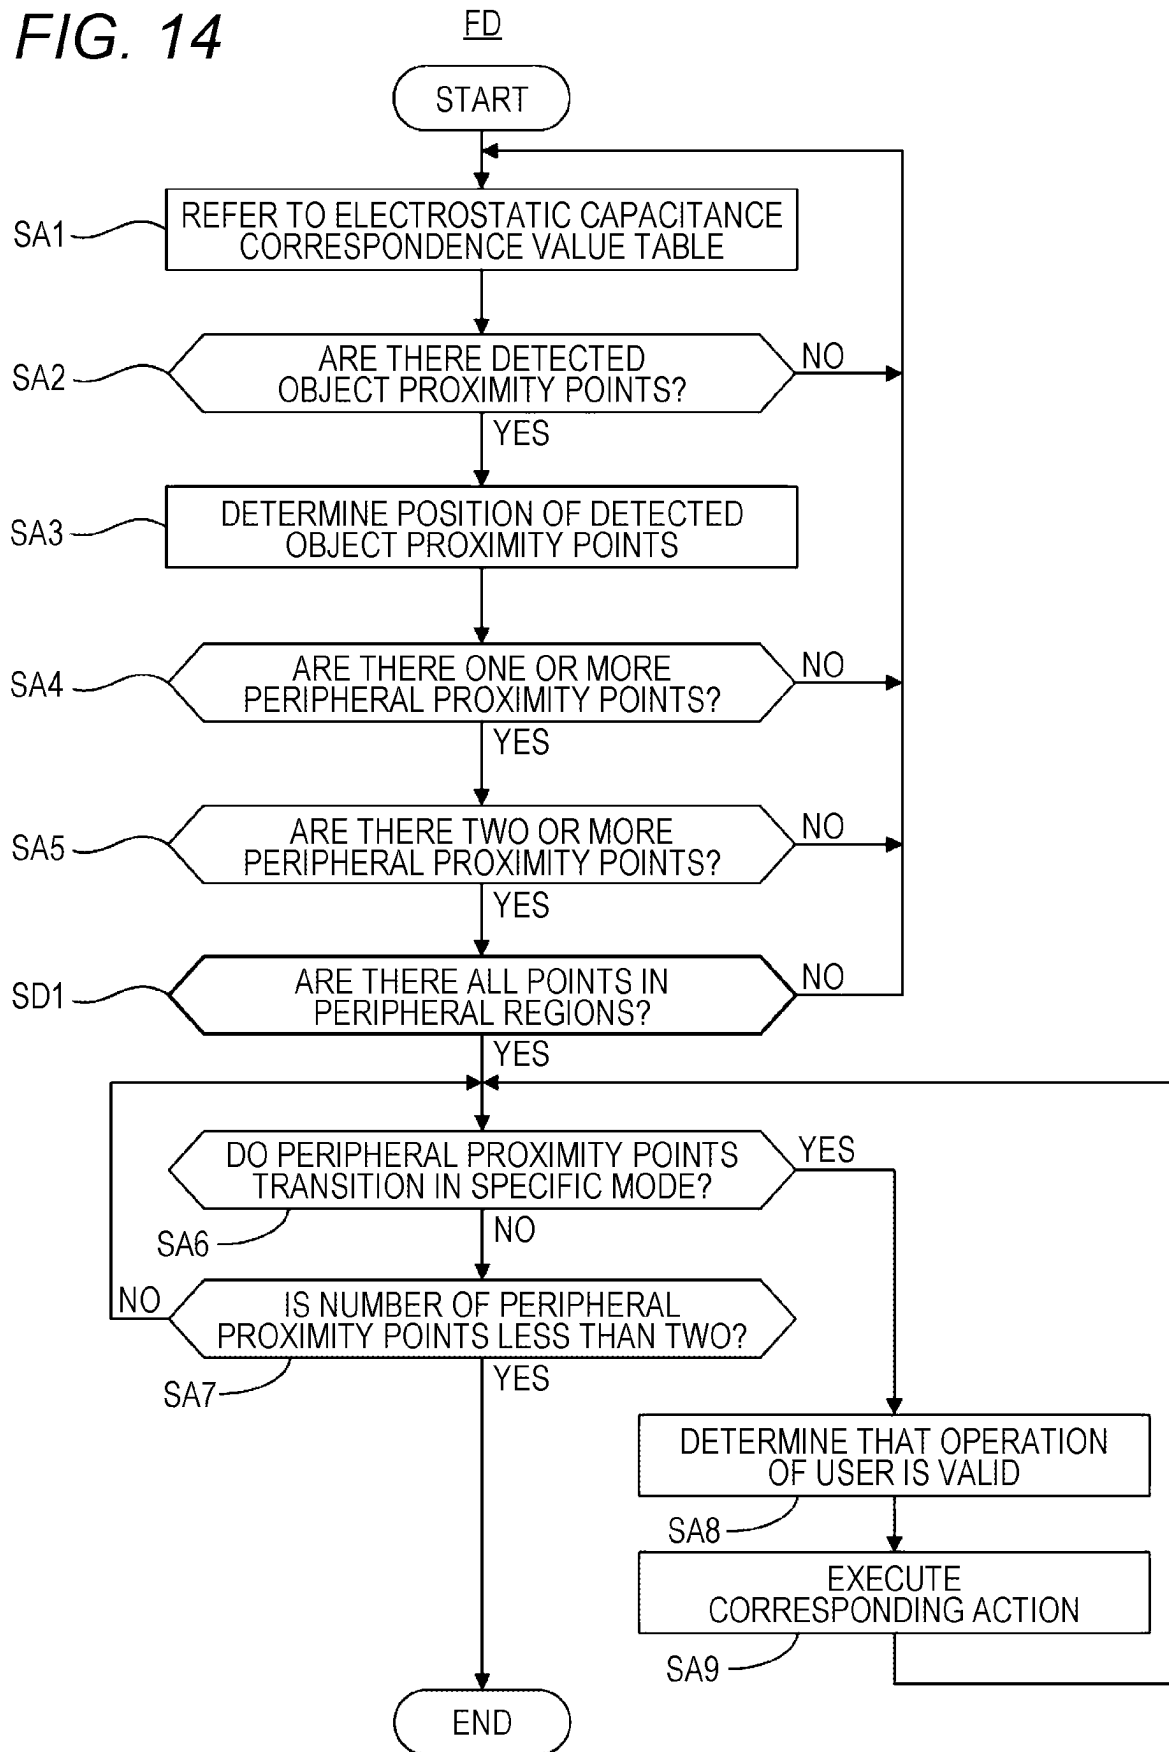 FIG. 14
FD
START
SA1
REFER TO ELECTROSTATIC CAPACITANCE
CORRESPONDENCE VALUE TABLE
SA2
ARE THERE DETECTED
OBJECT PROXIMITY POINTS?
NO
YES
SA3
DETERMINE POSITION OF DETECTED
OBJECT PROXIMITY POINTS
SA4
ARE THERE ONE OR MORE
PERIPHERAL PROXIMITY POINTS?
NO
YES
SA5
ARE THERE TWO OR MORE
PERIPHERAL PROXIMITY POINTS?
NO
YES
SD1
ARE THERE ALL POINTS IN
PERIPHERAL REGIONS?
NO
YES
DO PERIPHERAL PROXIMITY POINTS
TRANSITION IN SPECIFIC MODE?
YES
SA6
NO
NO
IS NUMBER OF PERIPHERAL
PROXIMITY POINTS LESS THAN TWO?
SA7
YES
DETERMINE THAT OPERATION
OF USER IS VALID
SA8
EXECUTE
CORRESPONDING ACTION
SA9
END